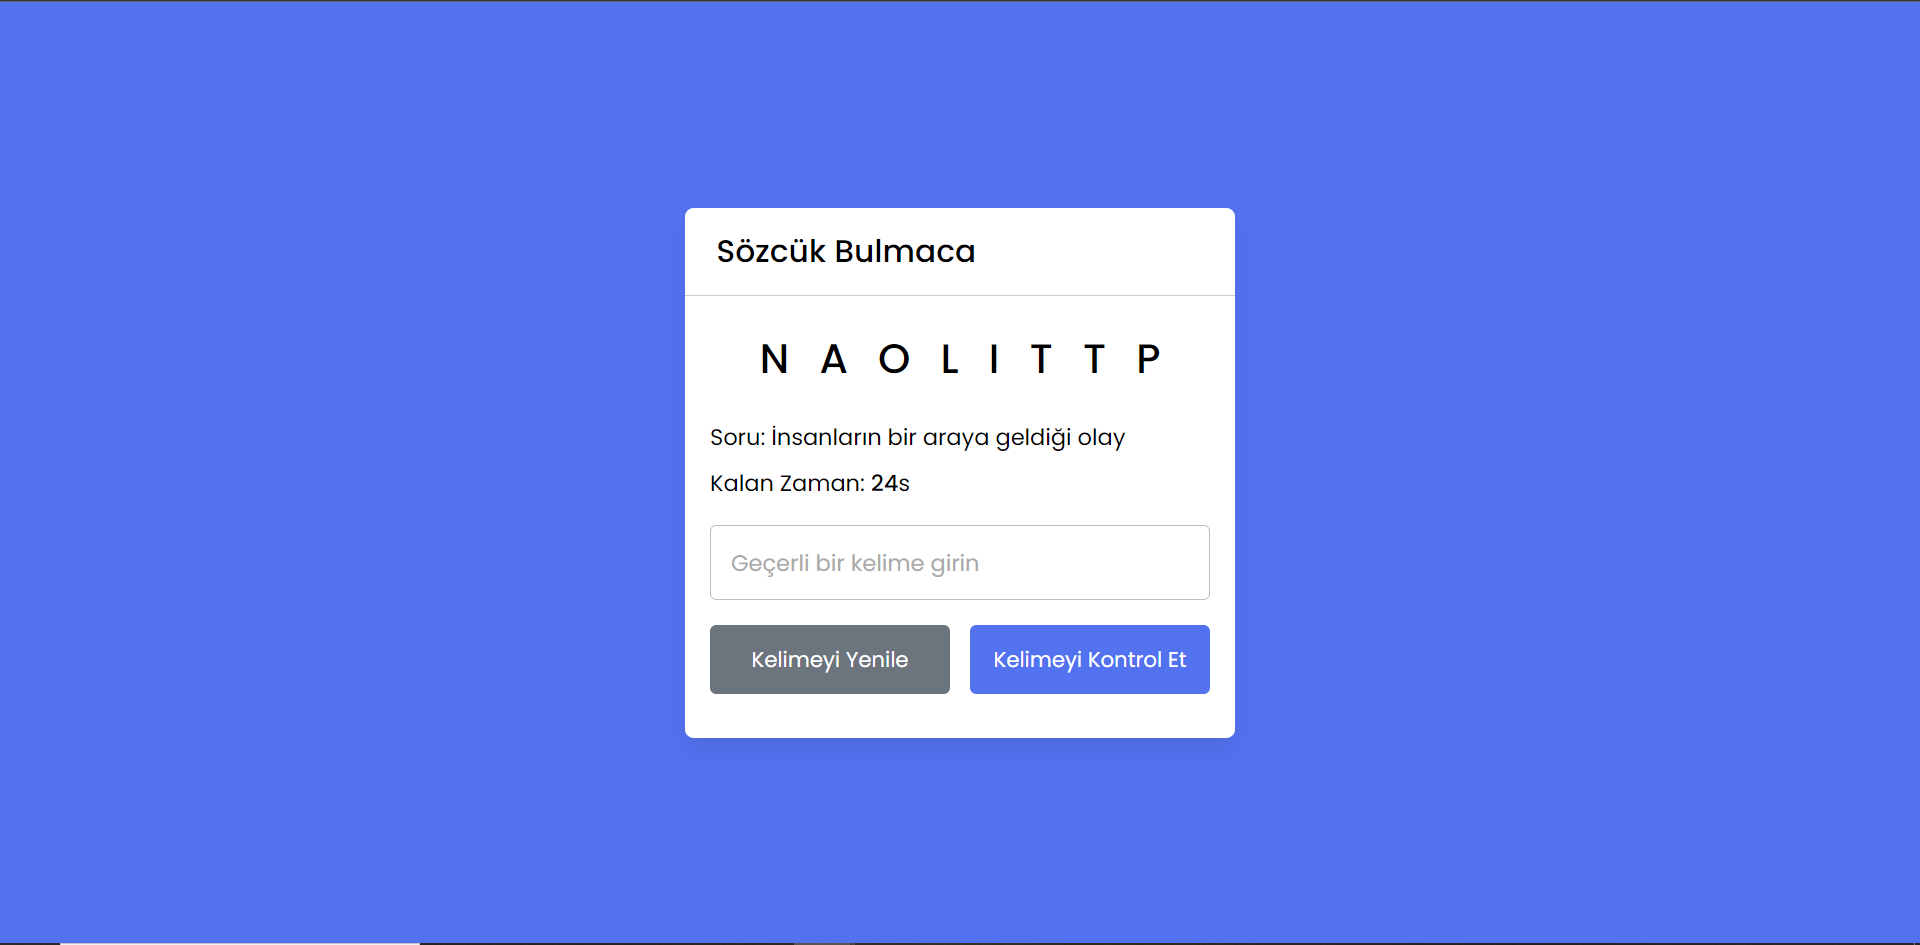 Sözcük Bulmaca
N A O L I T T P
Soru: İnsanların bir araya geldiği olay
Kalan Zaman: 24s
Geçerli bir kelime girin
Kelimeyi Yenile
Kelimeyi Kontrol Et